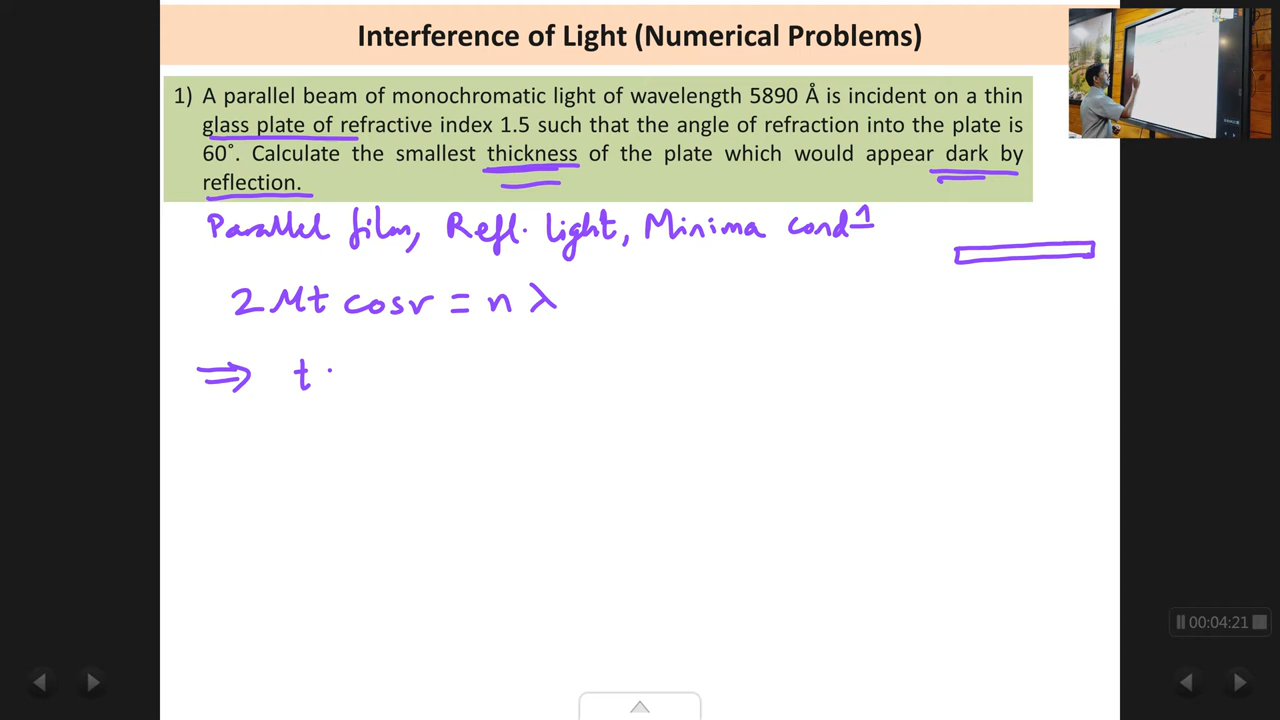 Interference of Light (Numerical Problems)
1) A parallel beam of monochromatic light of wavelength 5890 Å is incident on a thin
glass plate of refractive index 1.5 such that the angle of refraction into the plate is
60˚. Calculate the smallest thickness of the plate which would appear dark by
reflection.
Parallel film, Refl. light, Minima condn
2μt cosr = nλ
⇒ t
00:04:21